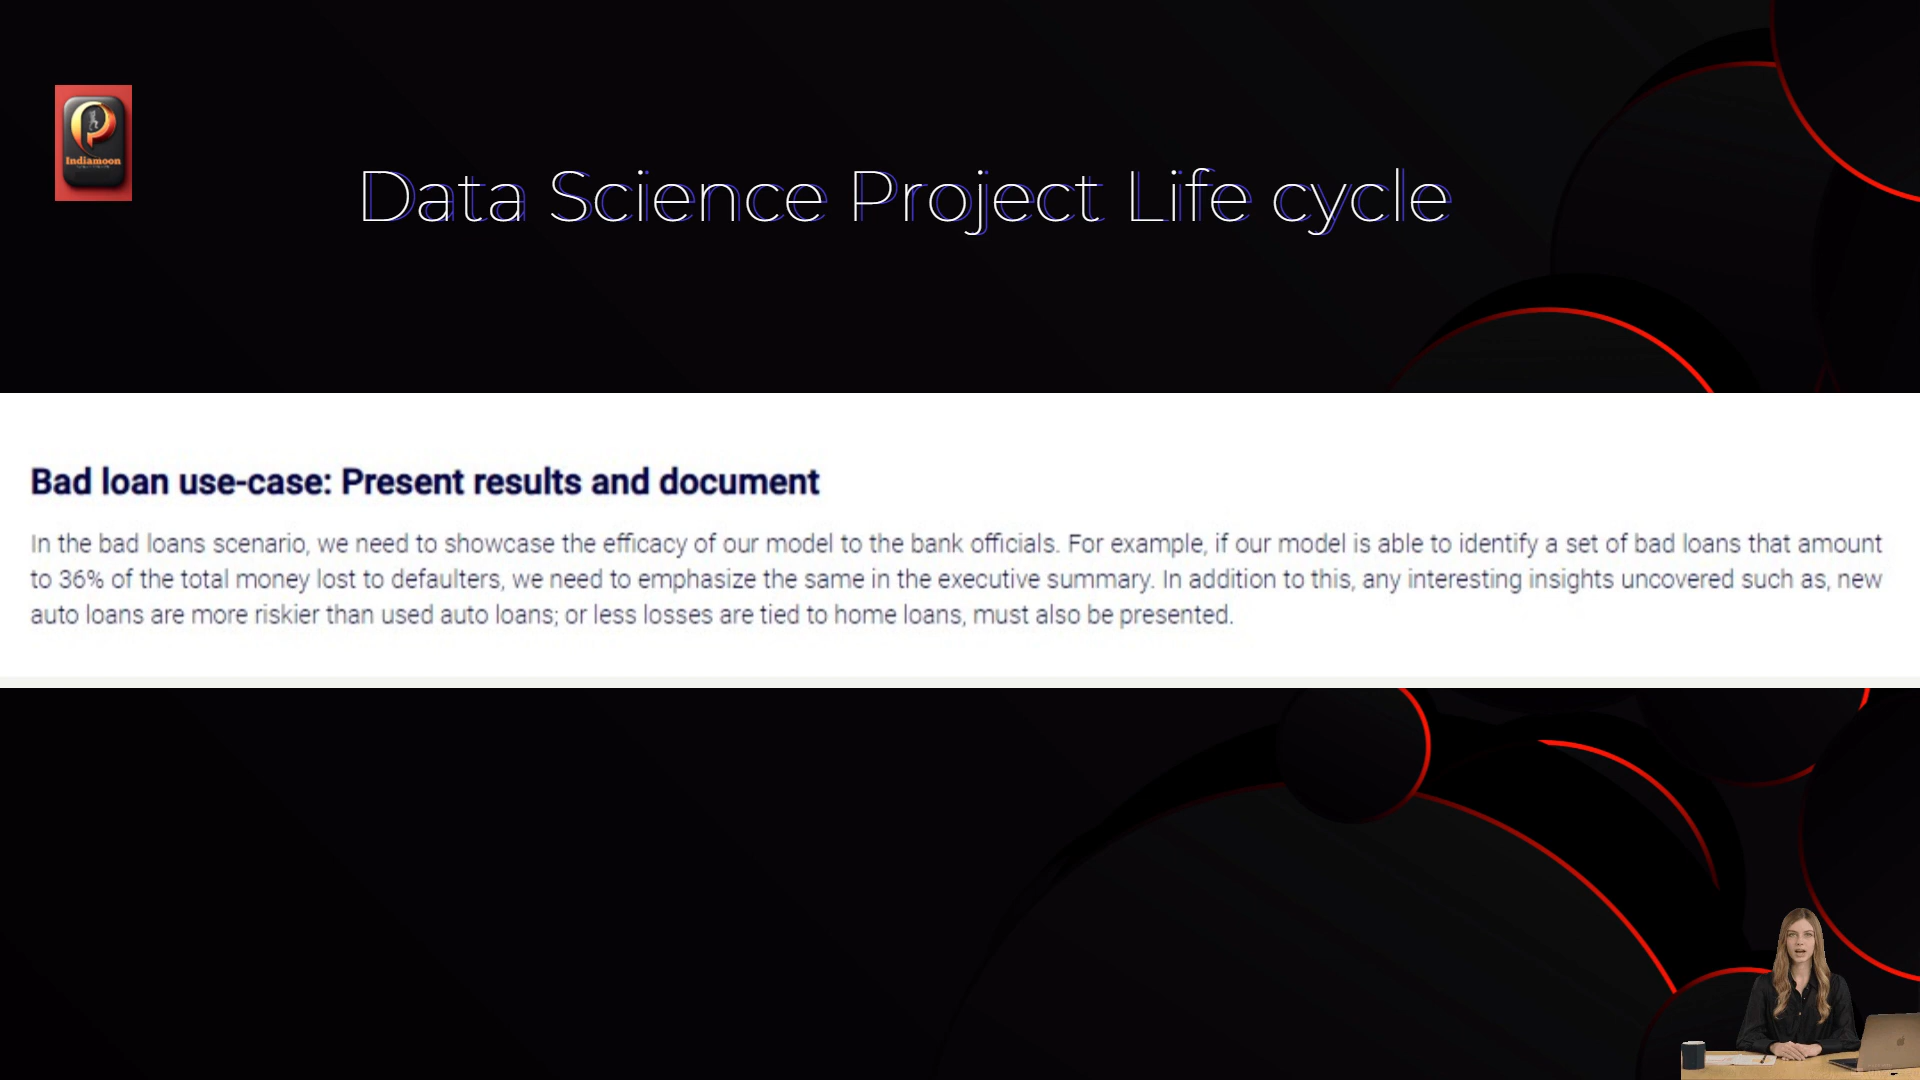 Indiamoon
Data Science Project Life cycle
Bad loan use-case: Present results and document
In the bad loans scenario, we need to showcase the efficacy of our model to the bank officials. For example, if our model is able to identify a set of bad loans that amount
to 36% of the total money lost to defaulters, we need to emphasize the same in the executive summary. In addition to this, any interesting insights uncovered such as, new
auto loans are more riskier than used auto loans; or less losses are tied to home loans, must also be presented.